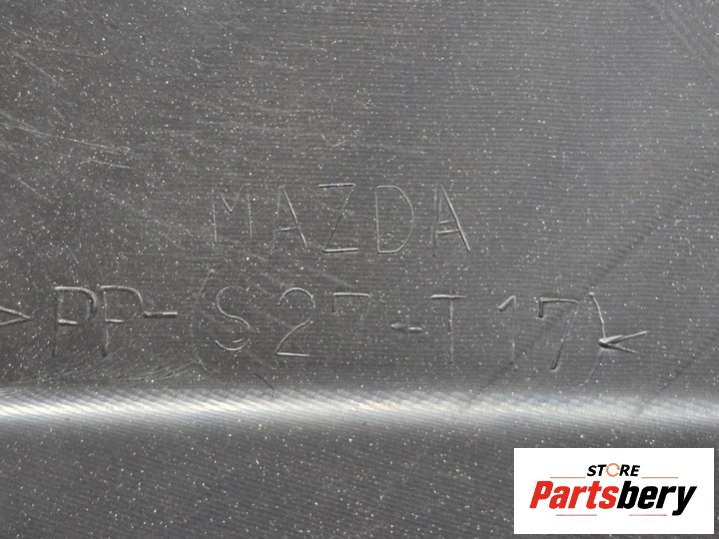 MAZDA
>PP-(S27-T17)<
STORE
Partsbery